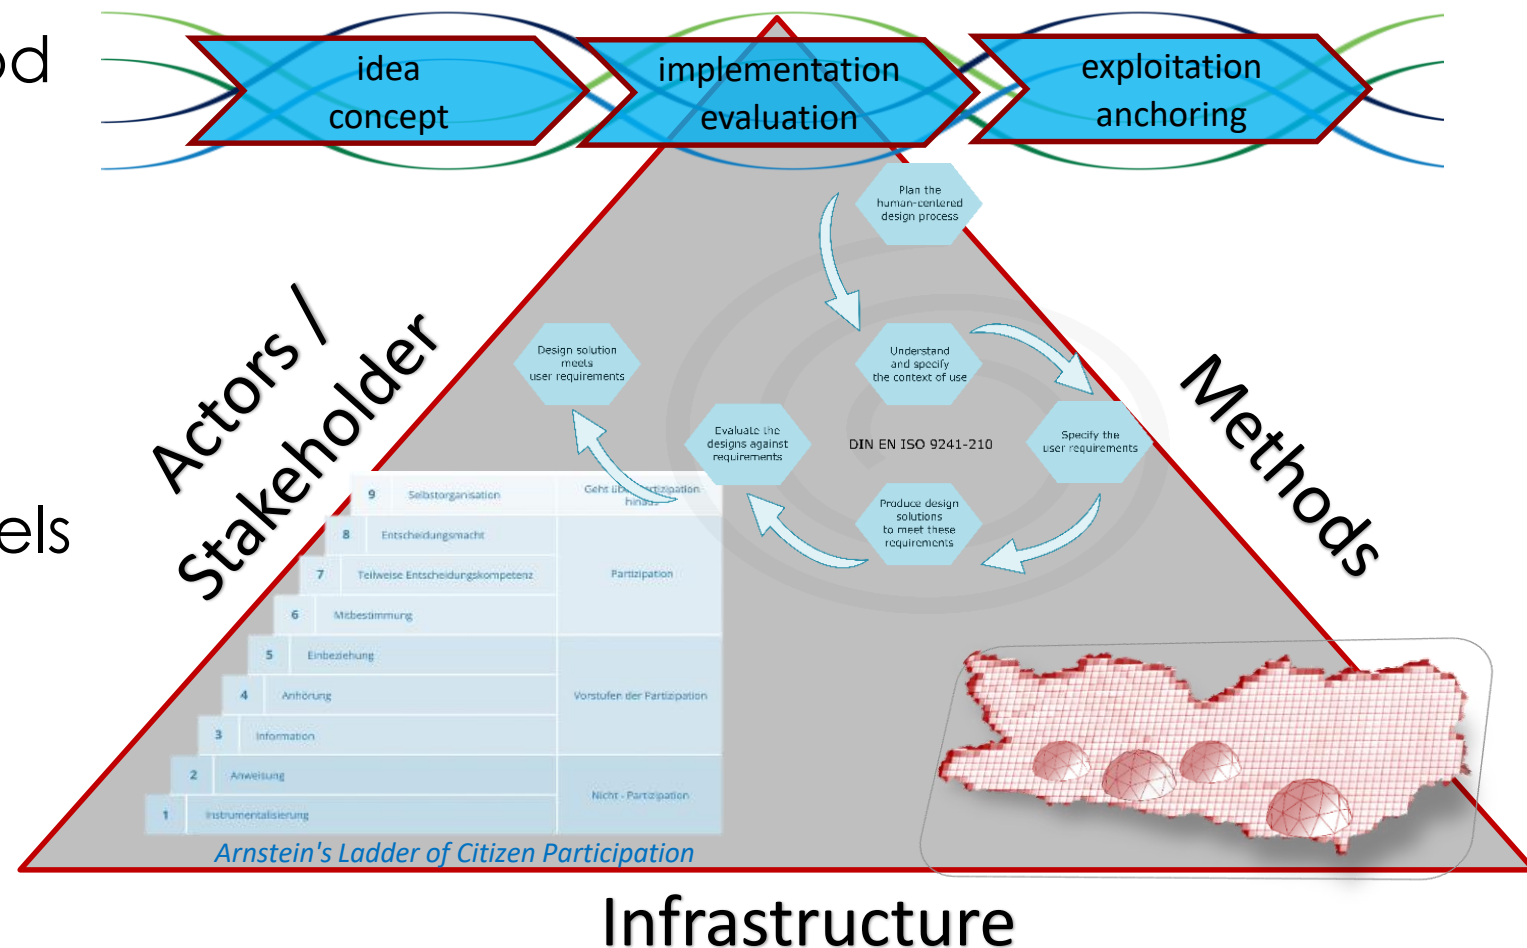 od
idea
concept
implementation
evaluation
exploitation
anchoring
Plan the
human-centered
design process
Actors /
Stakeholder
Methods
Design solution
meets
user requirements
Understand
and specify
the context of use
Evaluate the
designs against
requirements
DIN EN ISO 9241-210
Specify the
user requirements
Produce design
solutions
to meet these
requirements
els
9 Selbstorganisation Geht über Partizipation
hinaus
8 Entscheidungsmacht
7 Teilweise Entscheidungskompetenz Partizipation
6 Mitbestimmung
5 Einbeziehung
4 Anhörung Vorstufen der Partizipation
3 Information
2 Anweisung
Nicht - Partizipation
1 Instrumentalisierung
Arnstein's Ladder of Citizen Participation
Infrastructure